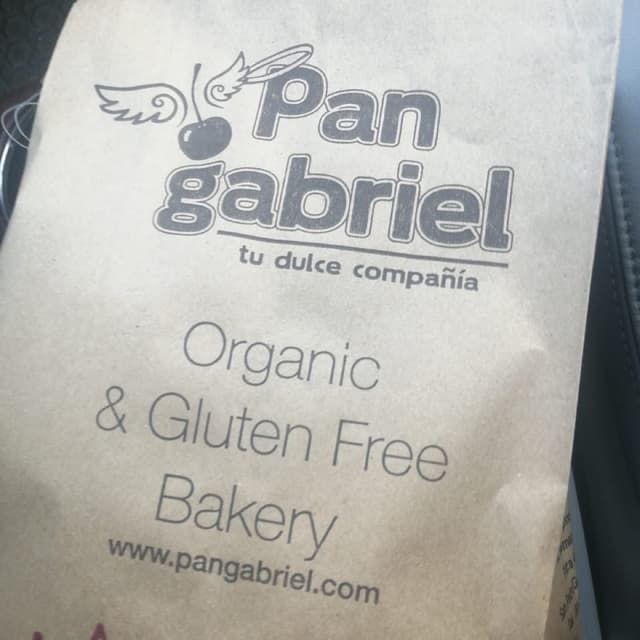 Pan
gabriel
tu dulce compañía
Organic
& Gluten Free
Bakery
www.pangabriel.com